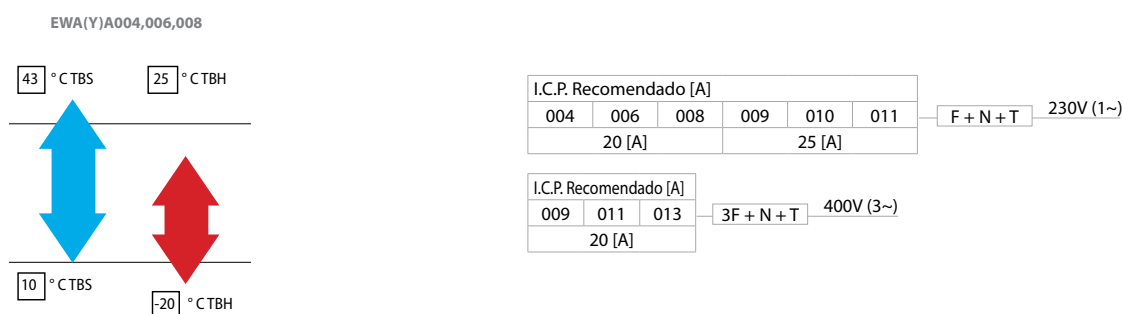 EWA(Y)A004,006,008
43 °C TBS 25 °C TBH
10 °C TBS
-20 °C TBH
I.C.P. Recomendado [A]
004 006 008 009 010 011
20 [A] 25 [A]
F + N + T 230V (1~)
I.C.P. Recomendado [A]
009 011 013
20 [A]
3F + N + T 400V (3~)